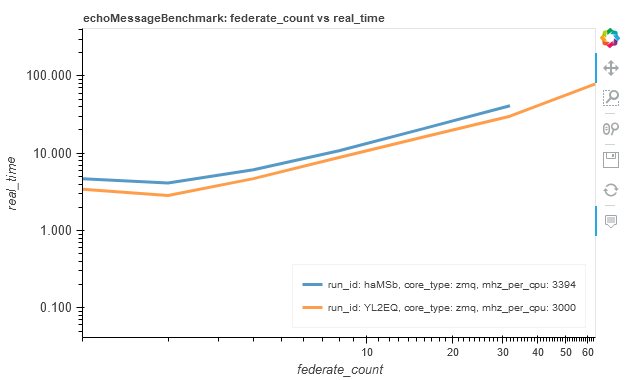 echoMessageBenchmark: federate_count vs real_time
100.000
10.000
1.000
0.100
real_time
run_id: haMSb, core_type: zmq, mhz_per_cpu: 3394
run_id: YL2EQ, core_type: zmq, mhz_per_cpu: 3000
10 20 30 40 50 60
federate_count